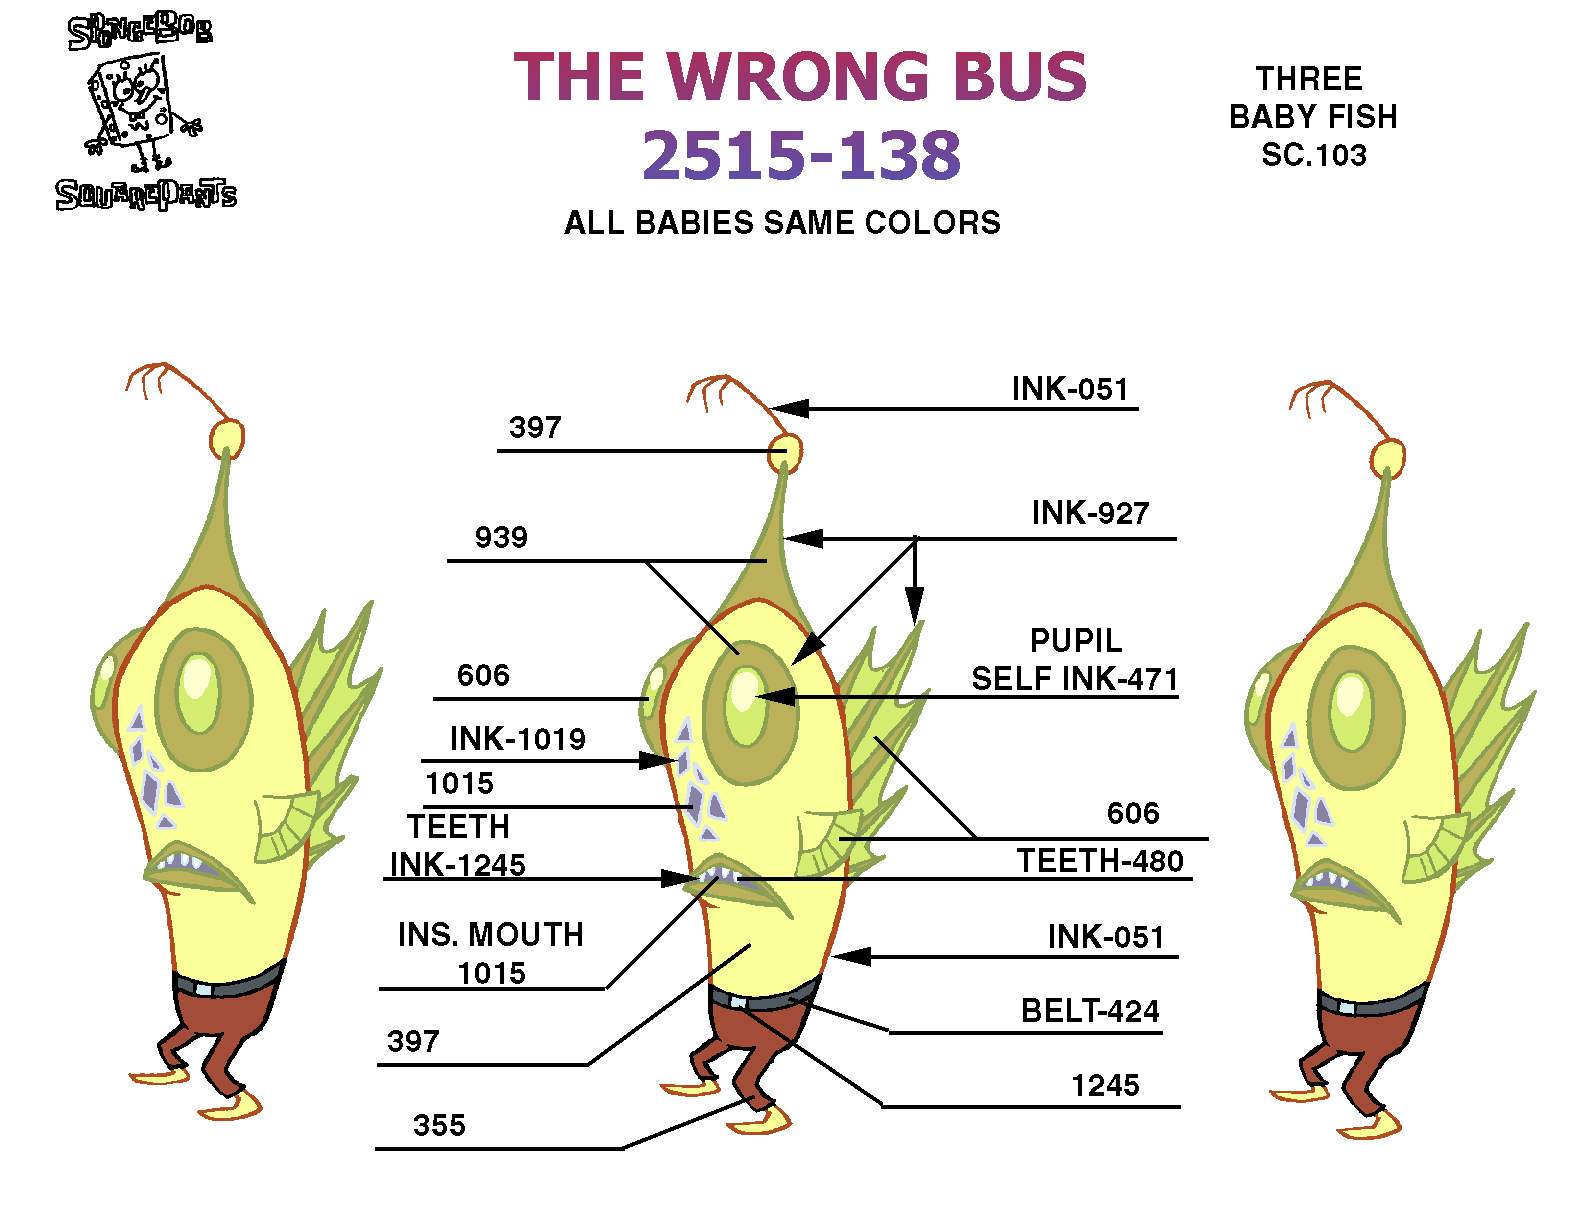 SPONGEBOB
SQUAREPANTS
THE WRONG BUS
2515-138
ALL BABIES SAME COLORS
THREE
BABY FISH
SC.103
INK-051
397
INK-927
939
PUPIL
SELF INK-471
606
INK-1019
1015
TEETH
INK-1245
606
TEETH-480
INS. MOUTH
1015
INK-051
BELT-424
397
1245
355